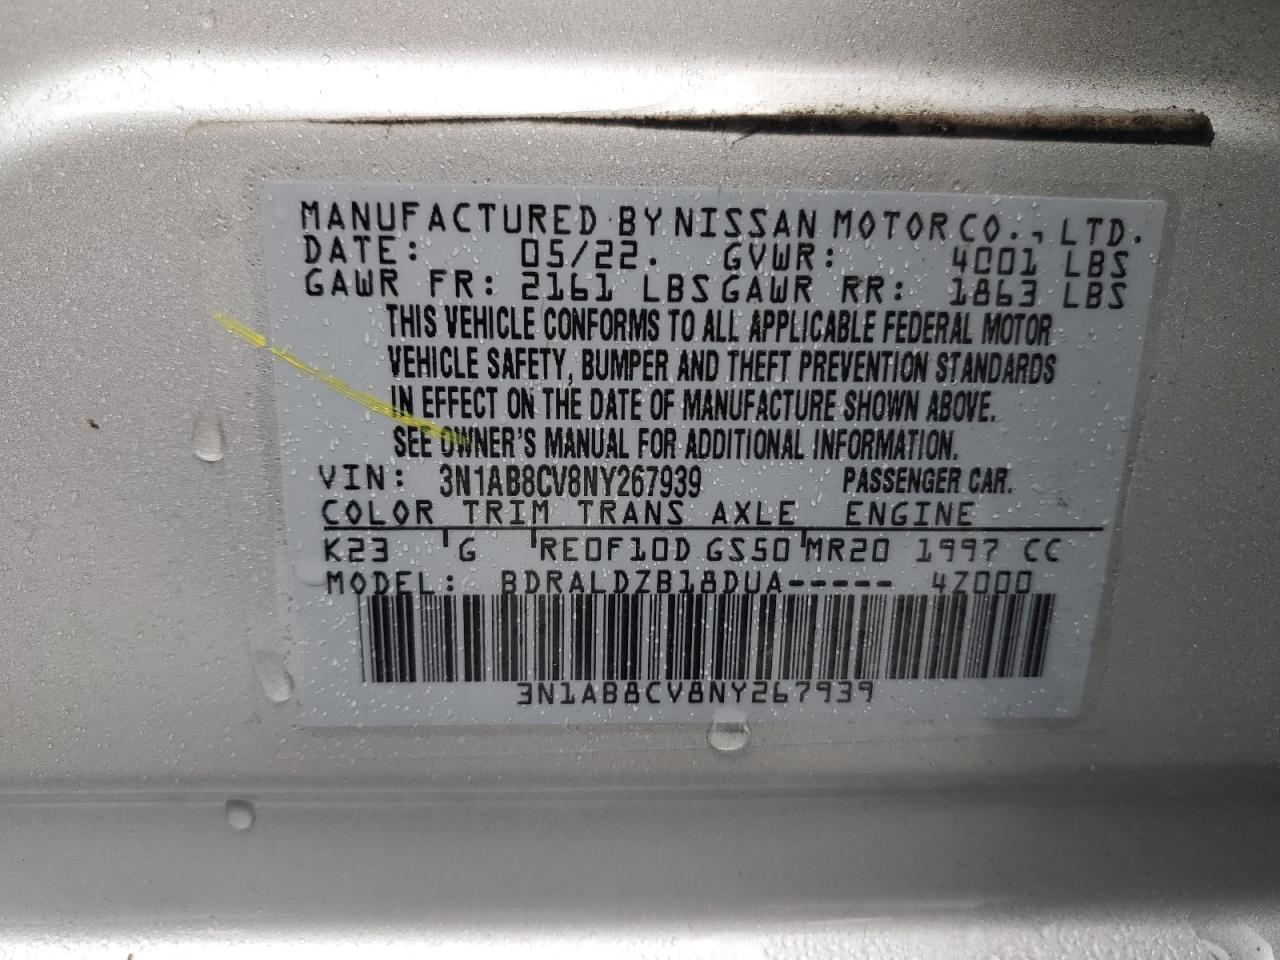 MANUFACTURED BY NISSAN MOTOR CO., LTD.
DATE: 05/22. GVWR: 4001 LBS
GAWR FR: 2161 LBS GAWR RR: 1863 LBS
THIS VEHICLE CONFORMS TO ALL APPLICABLE FEDERAL MOTOR
VEHICLE SAFETY, BUMPER AND THEFT PREVENTION STANDARDS
IN EFFECT ON THE DATE OF MANUFACTURE SHOWN ABOVE.
SEE OWNER'S MANUAL FOR ADDITIONAL INFORMATION.
VIN: 3N1AB8CV8NY267939 PASSENGER CAR.
COLOR TRIM TRANS AXLE ENGINE
K23 G RE0F10D GS50 MR20 1997 CC
MODEL: BDRALDZB18DUA----- 4Z000
3N1AB8CV8NY267939